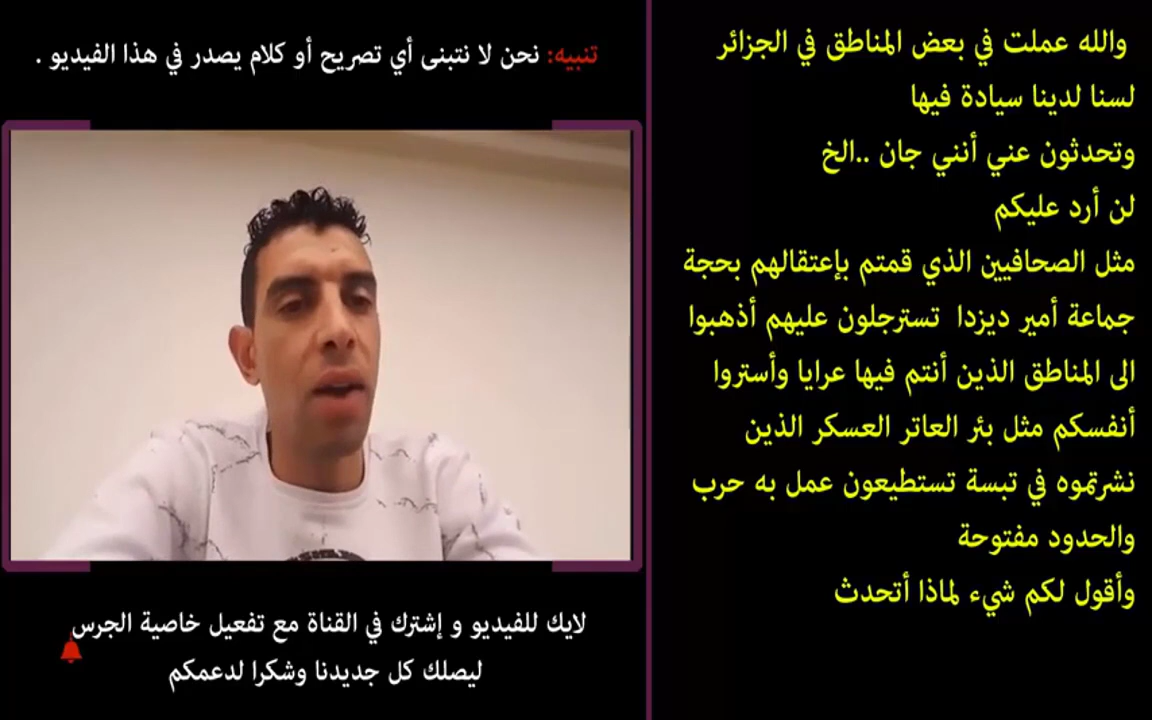 تنبيه: نحن لا نتبنى أي تصريح أو كلام يصدر في هذا الفيديو .
والله عملت في بعض المناطق في الجزائر
لسنا لدينا سيادة فيها
وتحدثون عني أنني جان ..الخ
لن أرد عليكم
مثل الصحافيين الذي قمتم بإعتقالهم بحجة
جماعة أمير ديزدا تسترجلون عليهم أذهبوا
الى المناطق الذين أنتم فيها عرايا وأستروا
أنفسكم مثل بئر العاتر العسكر الذين
نشرتموه في تبسة تستطيعون عمل به حرب
والحدود مفتوحة
وأقول لكم شيء لماذا أتحدث
لايك للفيديو و إشترك في القناة مع تفعيل خاصية الجرس
ليصلك كل جديدنا وشكرا لدعمكم